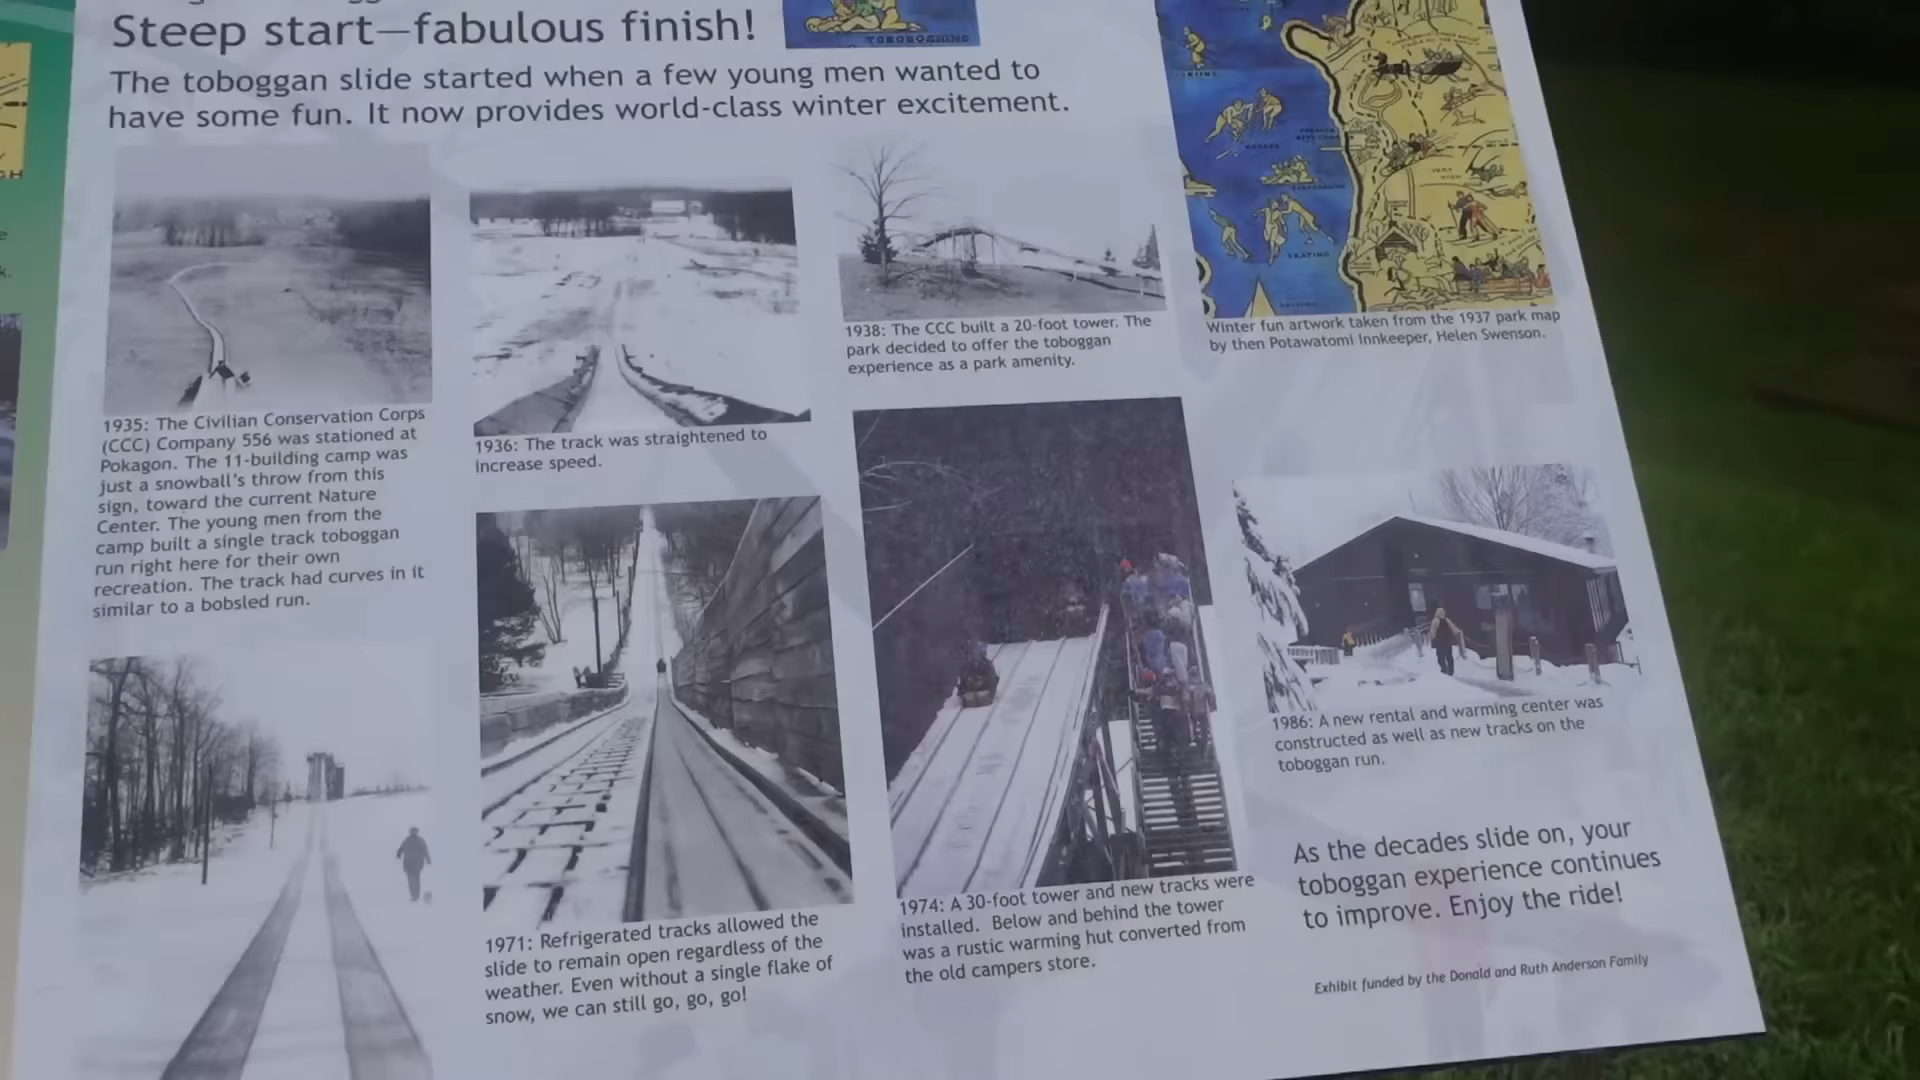 Steep start—fabulous finish!
The toboggan slide started when a few young men wanted to
have some fun. It now provides world-class winter excitement.
TOBOGGANING
SKIING
HOCKEY
SKATING
1935: The Civilian Conservation Corps
(CCC) Company 556 was stationed at
Pokagon. The 11-building camp was
just a snowball's throw from this
sign, toward the current Nature
Center. The young men from the
camp built a single track toboggan
run right here for their own
recreation. The track had curves in it
similar to a bobsled run.
1936: The track was straightened to
increase speed.
1938: The CCC built a 20-foot tower. The
park decided to offer the toboggan
experience as a park amenity.
Winter fun artwork taken from the 1937 park map
by then Potawatomi Innkeeper, Helen Swenson.
1971: Refrigerated tracks allowed the
slide to remain open regardless of the
weather. Even without a single flake of
snow, we can still go, go, go!
1974: A 30-foot tower and new tracks were
installed. Below and behind the tower
was a rustic warming hut converted from
the old campers store.
1986: A new rental and warming center was
constructed as well as new tracks on the
toboggan run.
As the decades slide on, your
toboggan experience continues
to improve. Enjoy the ride!
Exhibit funded by the Donald and Ruth Anderson Family